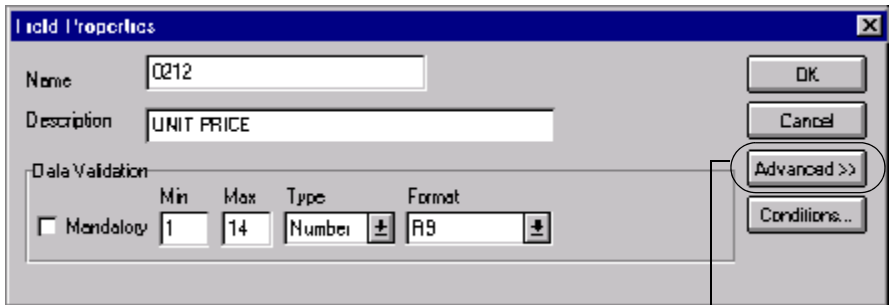 Field Properties
Name 0212
Description UNIT PRICE
Data Validation
Min Max Type Format
Mandatory 1 14 Number R9
OK
Cancel
Advanced >>
Conditions...